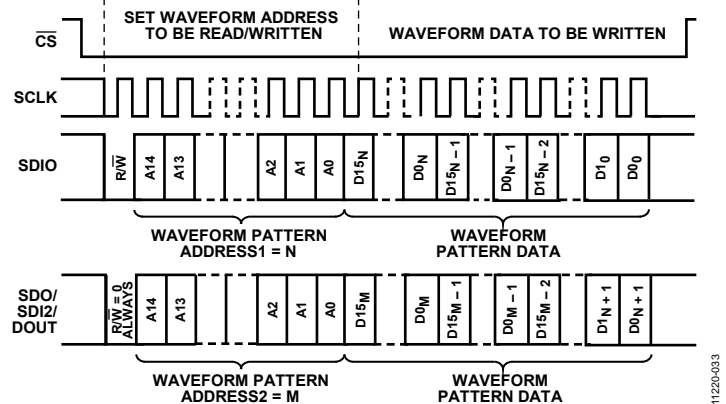 SET WAVEFORM ADDRESS
TO BE READ/WRITTEN
WAVEFORM DATA TO BE WRITTEN
CS
SCLK
SDIO
R/W
A14
A13
A2
A1
A0
D15N
D0N
D15N – 1
D0N – 1
D15N – 2
D10
D00
WAVEFORM PATTERN
ADDRESS1 = N
WAVEFORM
PATTERN DATA
SDO/
SDI2/
DOUT
R/W = 0
ALWAYS
A14
A13
A2
A1
A0
D15M
D0M
D15M – 1
D0M – 1
D15M – 2
D1N + 1
D0N + 1
WAVEFORM PATTERN
ADDRESS2 = M
WAVEFORM
PATTERN DATA
11220-033